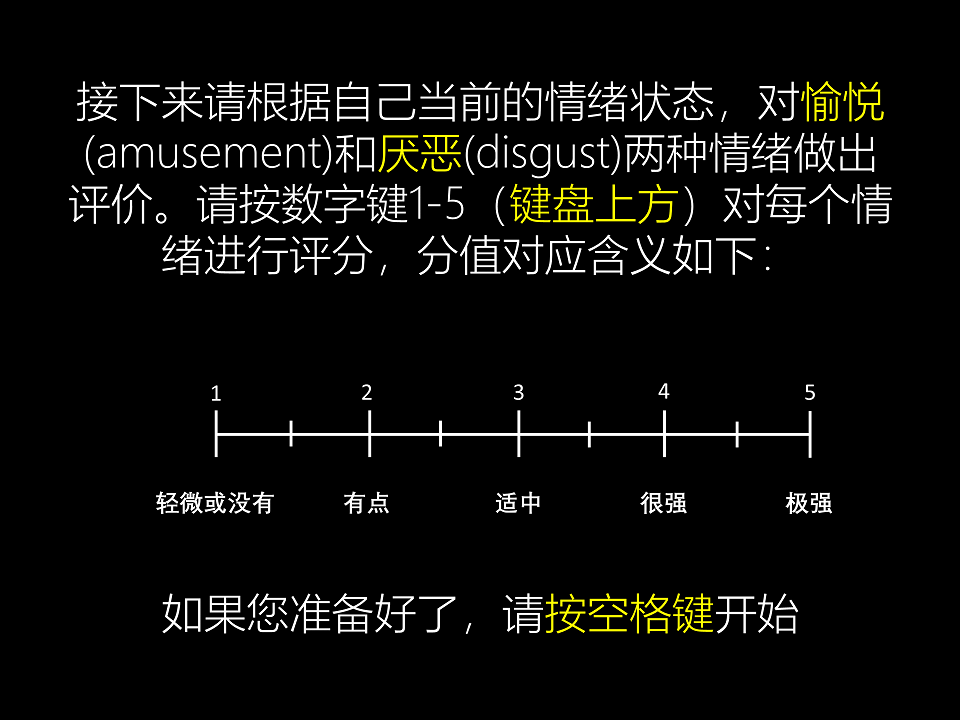 接下来请根据自己当前的情绪状态，对愉悦
(amusement)和厌恶(disgust)两种情绪做出
评价。请按数字键1-5（键盘上方）对每个情
绪进行评分，分值对应含义如下：
1 2 3 4 5
轻微或没有 有点 适中 很强 极强
如果您准备好了，请按空格键开始